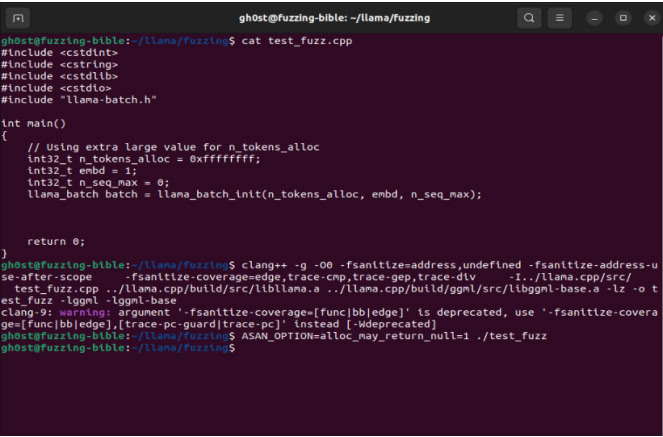 gh0st@fuzzing-bible: ~/llama/fuzzing
gh0st@fuzzing-bible:~/llama/fuzzing$ cat test_fuzz.cpp
#include <cstdint>
#include <cstring>
#include <cstdlib>
#include <cstdio>
#include "llama-batch.h"
int main()
{
    // Using extra large value for n_tokens_alloc
    int32_t n_tokens_alloc = 0xffffffff;
    int32_t embd = 1;
    int32_t n_seq_max = 0;
    llama_batch batch = llama_batch_init(n_tokens_alloc, embd, n_seq_max);
    return 0;
}
gh0st@fuzzing-bible:~/llama/fuzzing$ clang++ -g -O0 -fsanitize=address,undefined -fsanitize-address-u
se-after-scope     -fsanitize-coverage=edge,trace-cmp,trace-gep,trace-div     -I../llama.cpp/src/
  test_fuzz.cpp ../llama.cpp/build/src/libllama.a ../llama.cpp/build/ggml/src/libggml-base.a -lz -o t
est_fuzz -lggml -lggml-base
clang-9: warning: argument '-fsanitize-coverage=[func|bb|edge]' is deprecated, use '-fsanitize-covera
ge=[func|bb|edge],[trace-pc-guard|trace-pc]' instead [-Wdeprecated]
gh0st@fuzzing-bible:~/llama/fuzzing$ ASAN_OPTION=alloc_may_return_null=1 ./test_fuzz
gh0st@fuzzing-bible:~/llama/fuzzing$